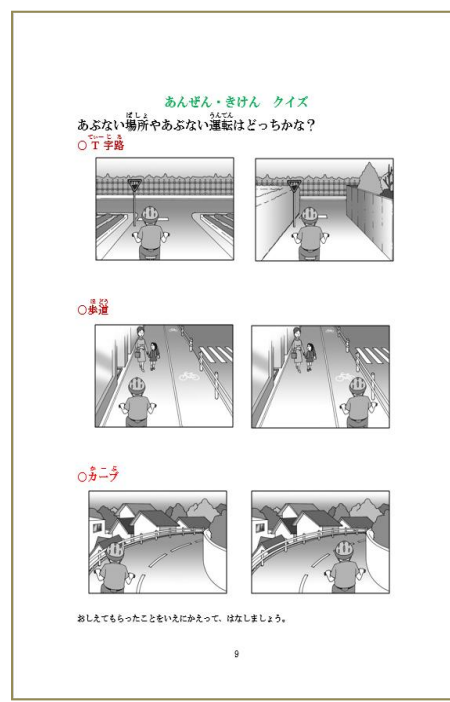 あんぜん・きけん クイズ
あぶない場所やあぶない運転はどっちかな？
○T字路
○歩道
○カーブ
おしえてもらったことをいえにかえって、はなしましょう。
9